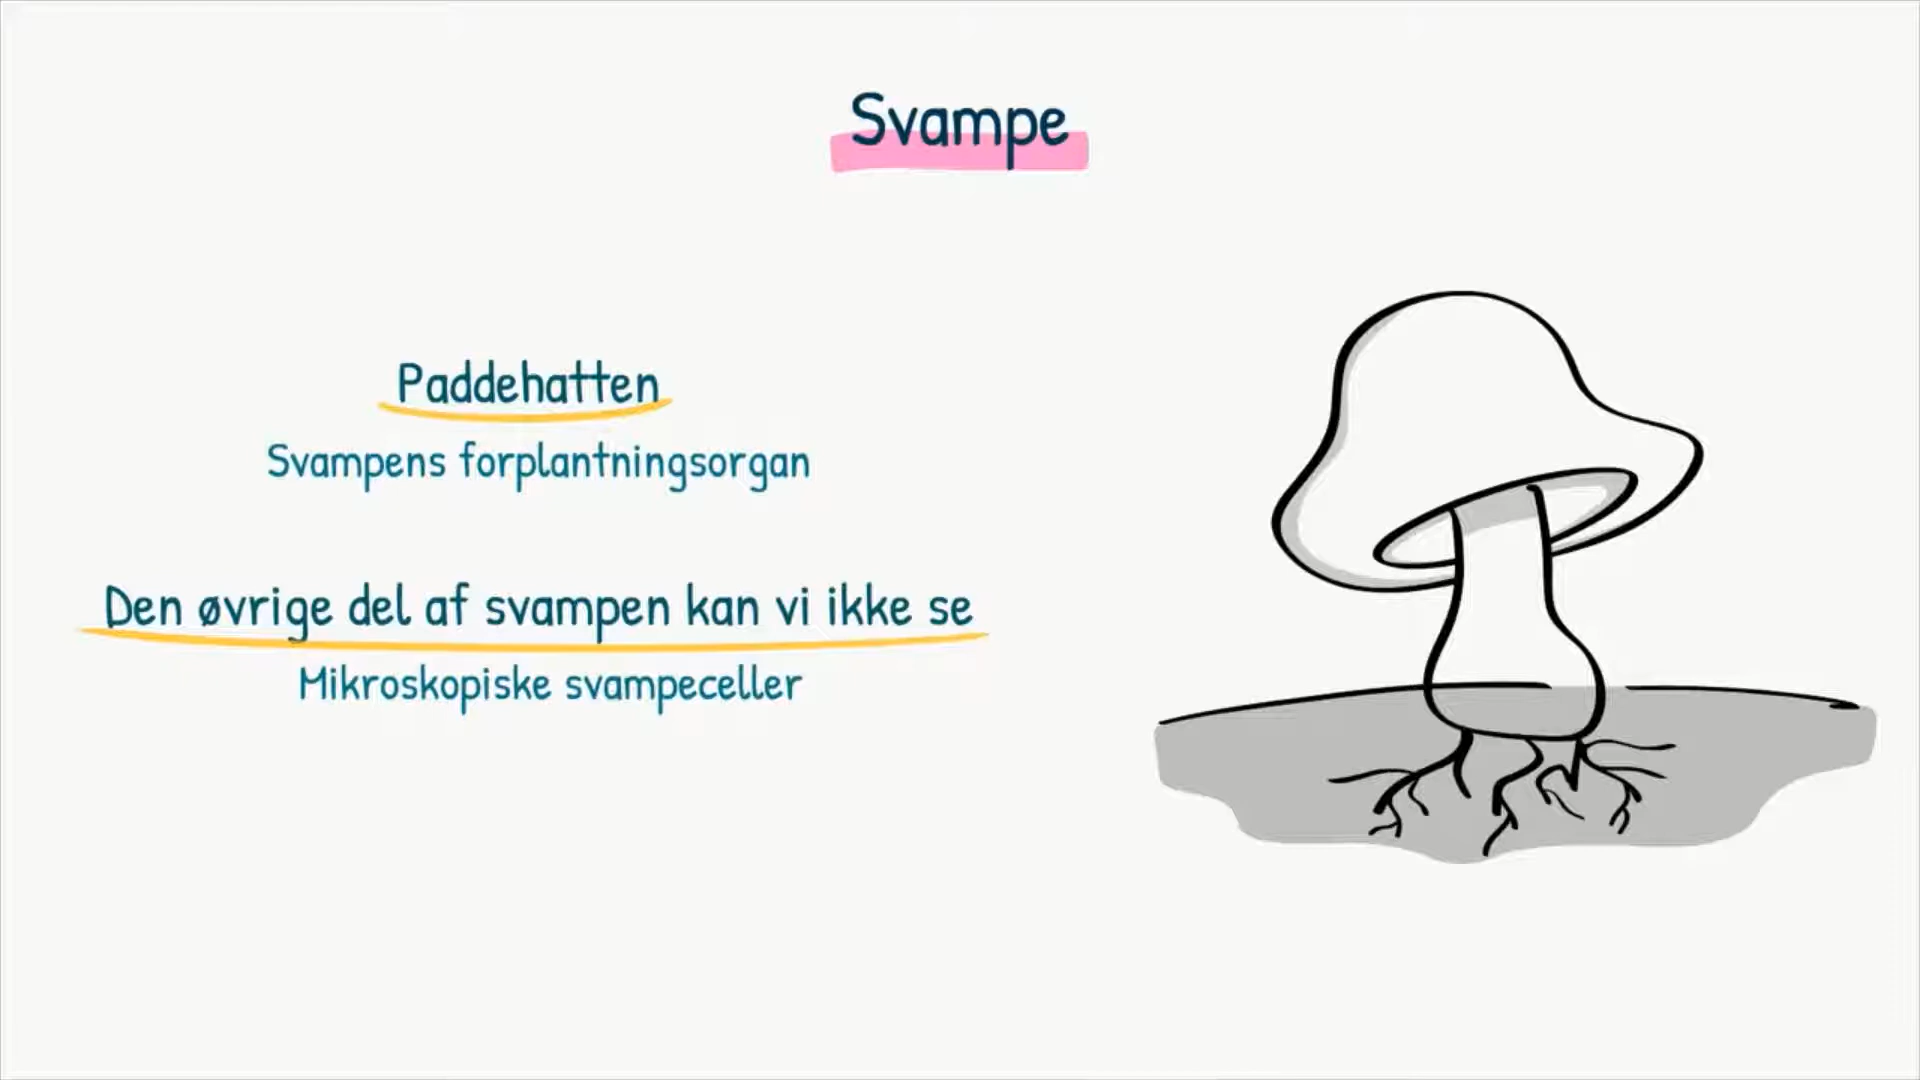 Svampe
Paddehatten
Svampens forplantningsorgan
Den øvrige del af svampen kan vi ikke se
Mikroskopiske svampeceller